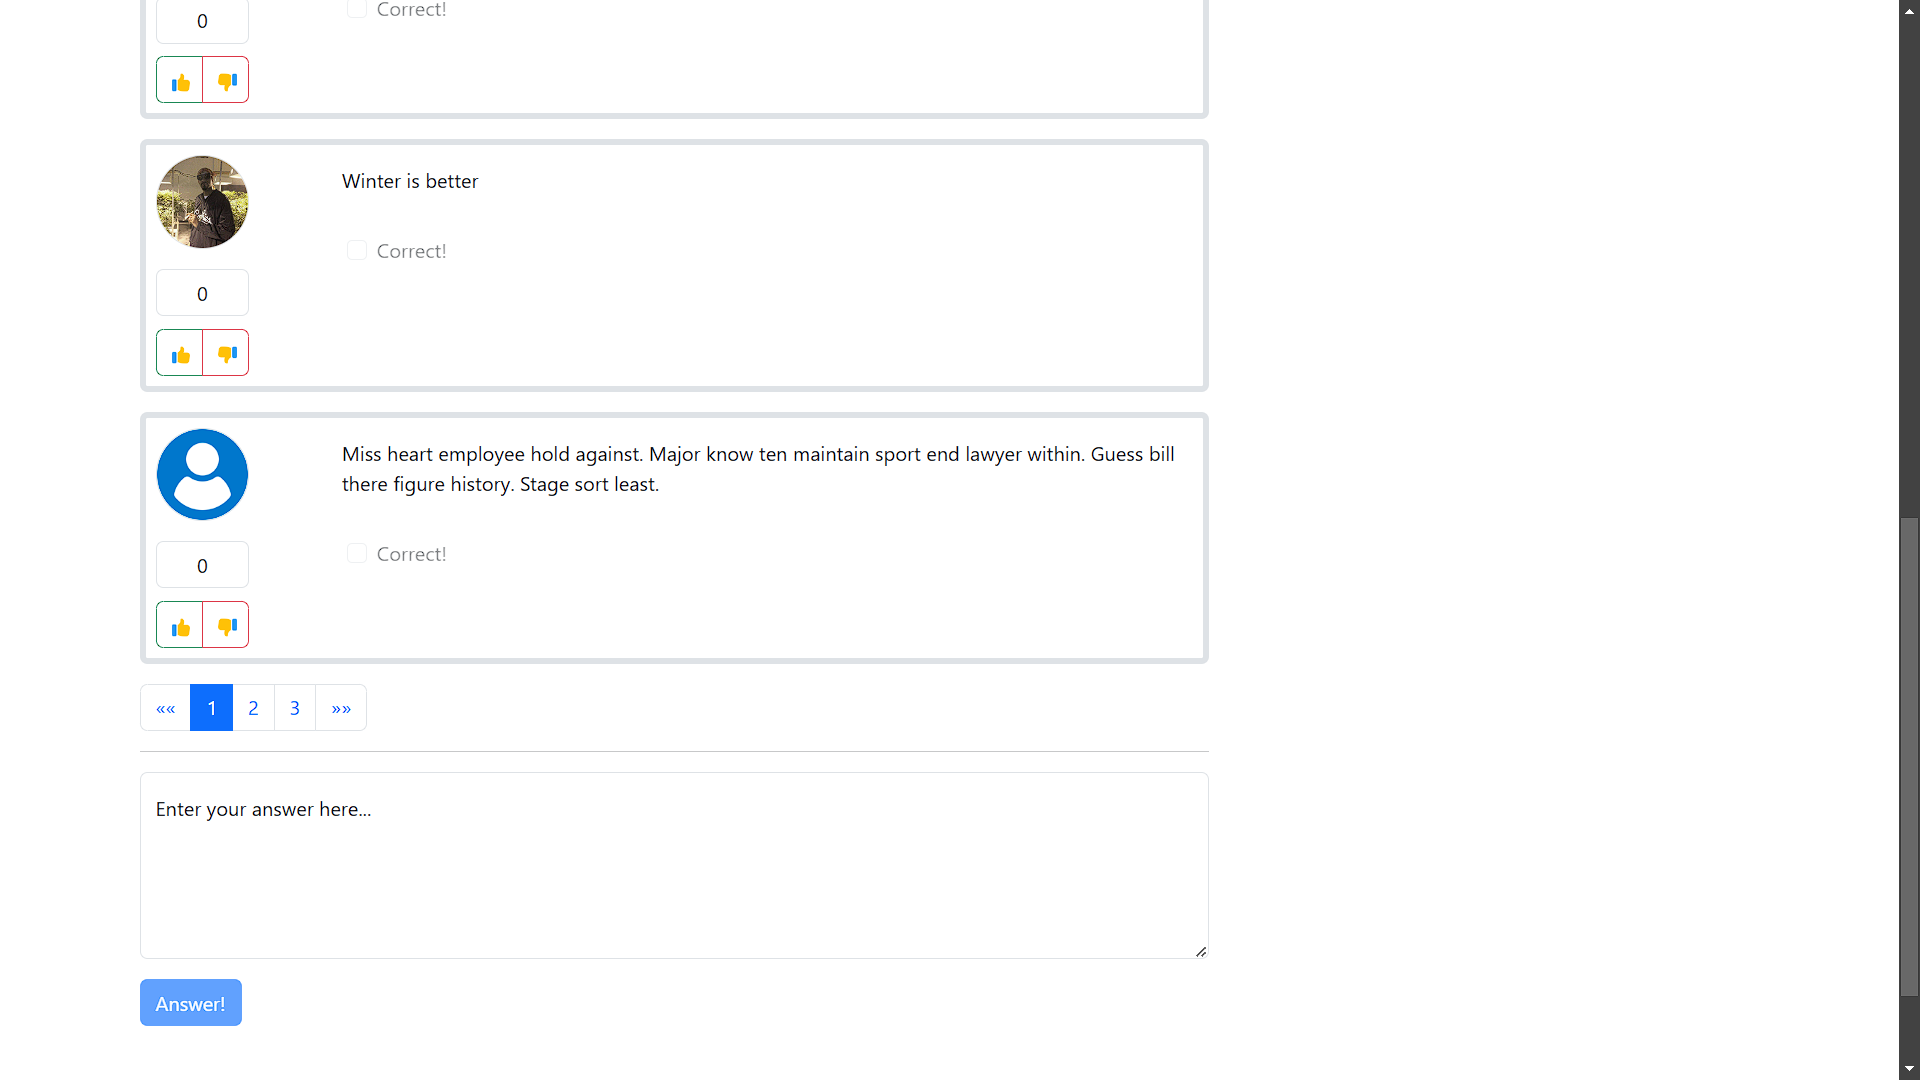 0
Correct!
Winter is better
Correct!
0
Miss heart employee hold against. Major know ten maintain sport end lawyer within. Guess bill
there figure history. Stage sort least.
Correct!
0
«« 1 2 3 »»
Enter your answer here...
Answer!